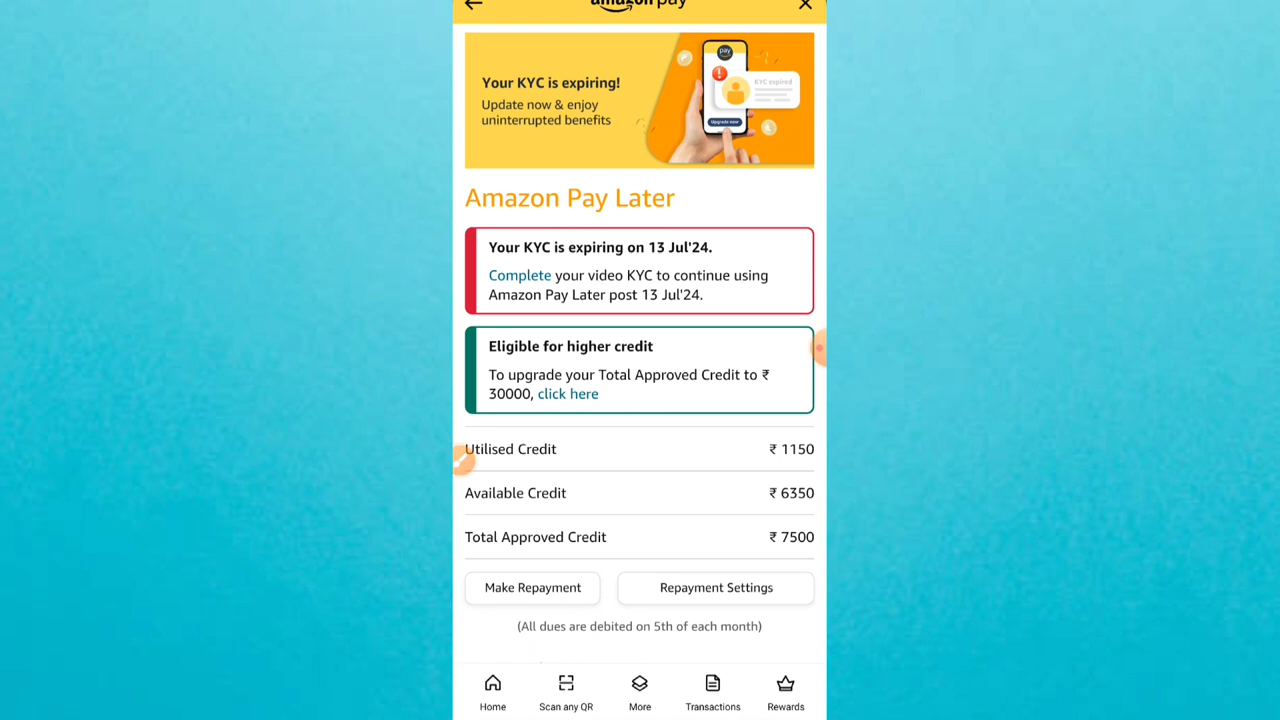 amazon pay
Your KYC is expiring!
Update now & enjoy
uninterrupted benefits
pay
KYC expired
Upgrade now
Amazon Pay Later
Your KYC is expiring on 13 Jul'24.
Complete your video KYC to continue using
Amazon Pay Later post 13 Jul'24.
Eligible for higher credit
To upgrade your Total Approved Credit to ₹
30000, click here
Utilised Credit ₹ 1150
Available Credit ₹ 6350
Total Approved Credit ₹ 7500
Make Repayment Repayment Settings
(All dues are debited on 5th of each month)
Home Scan any QR More Transactions Rewards